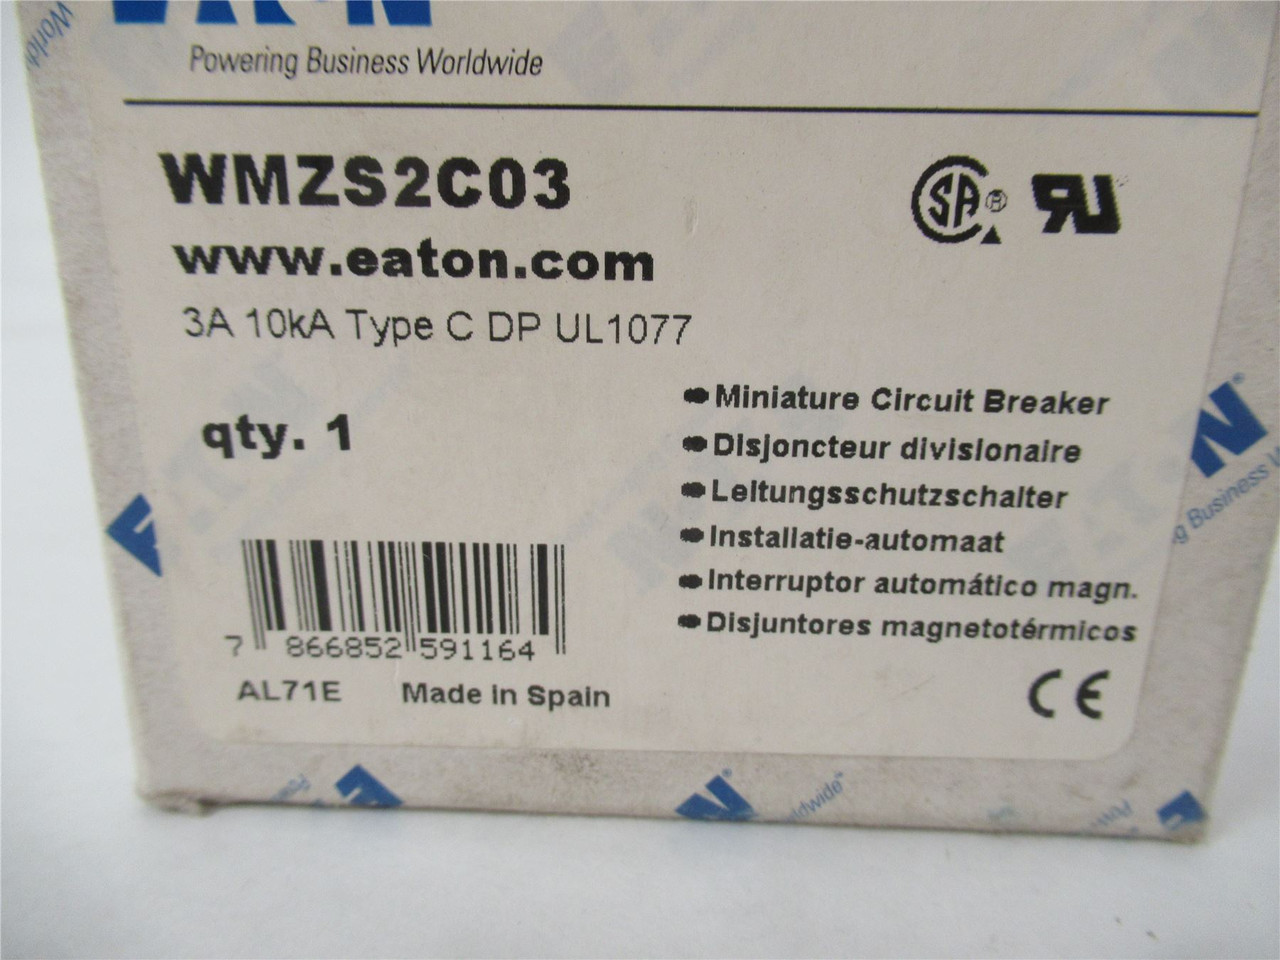 EATON
Powering Business Worldwide
WMZS2C03
www.eaton.com
3A 10kA Type C DP UL1077
qty. 1
Miniature Circuit Breaker
Disjoncteur divisionaire
Leitungsschutzschalter
Installatie-automaat
Interruptor automático magn.
Disjuntores magnetotérmicos
7 866852 591164
AL71E Made in Spain
CE